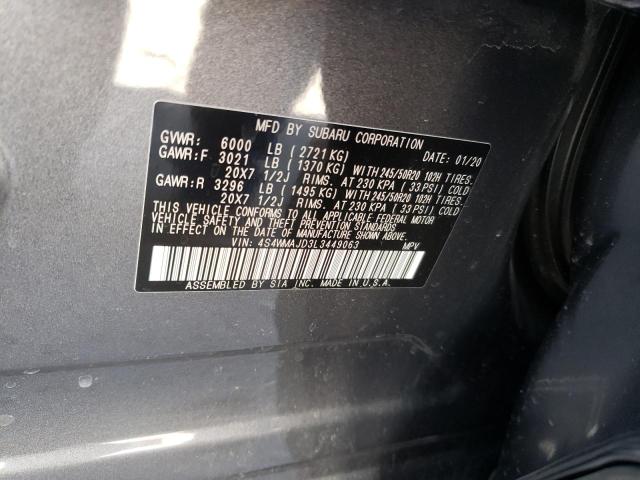 MFD BY SUBARU CORPORATION
GVWR: 6000 LB (2721 KG) DATE: 01/20
GAWR:F 3021 LB (1370 KG) WITH 245/50R20 102H TIRES.
20X7 1/2J RIMS. AT 230 KPA (33 PSI) COLD
GAWR:R 3296 LB (1495 KG) WITH 245/50R20 102H TIRES.
20X7 1/2J RIMS. AT 230 KPA (33 PSI) COLD
THIS VEHICLE CONFORMS TO ALL APPLICABLE FEDERAL MOTOR
VEHICLE SAFETY AND THEFT PREVENTION STANDARDS
IN EFFECT ON THE DATE OF MANUFACTURE SHOWN ABOVE.
VIN: 4S4WMAJD3L3449063 MPV
ASSEMBLED BY SIA INC. MADE IN U.S.A.